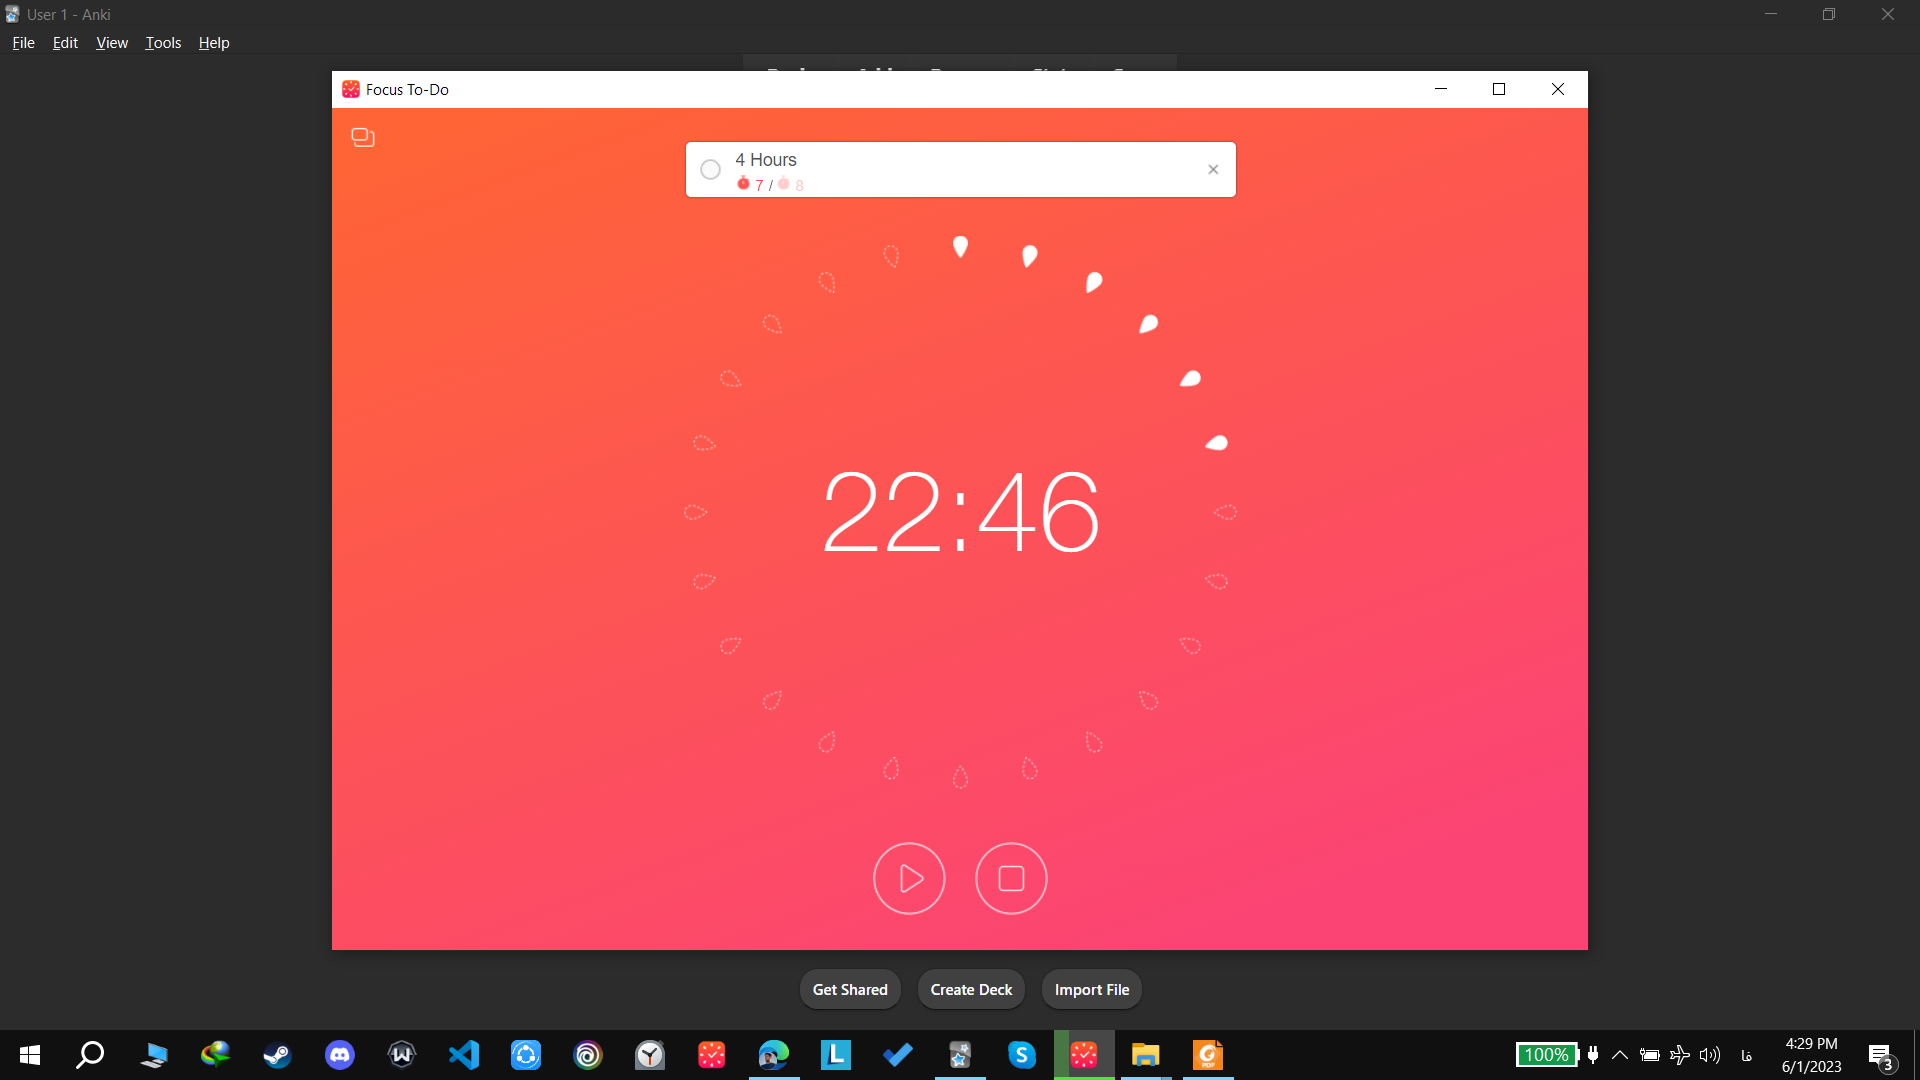 User 1 - Anki
File Edit View Tools Help
Focus To-Do
4 Hours
7 / 8
22:46
Get Shared Create Deck Import File
100%
فا
4:29 PM
6/1/2023
3
W
L
S
PDF